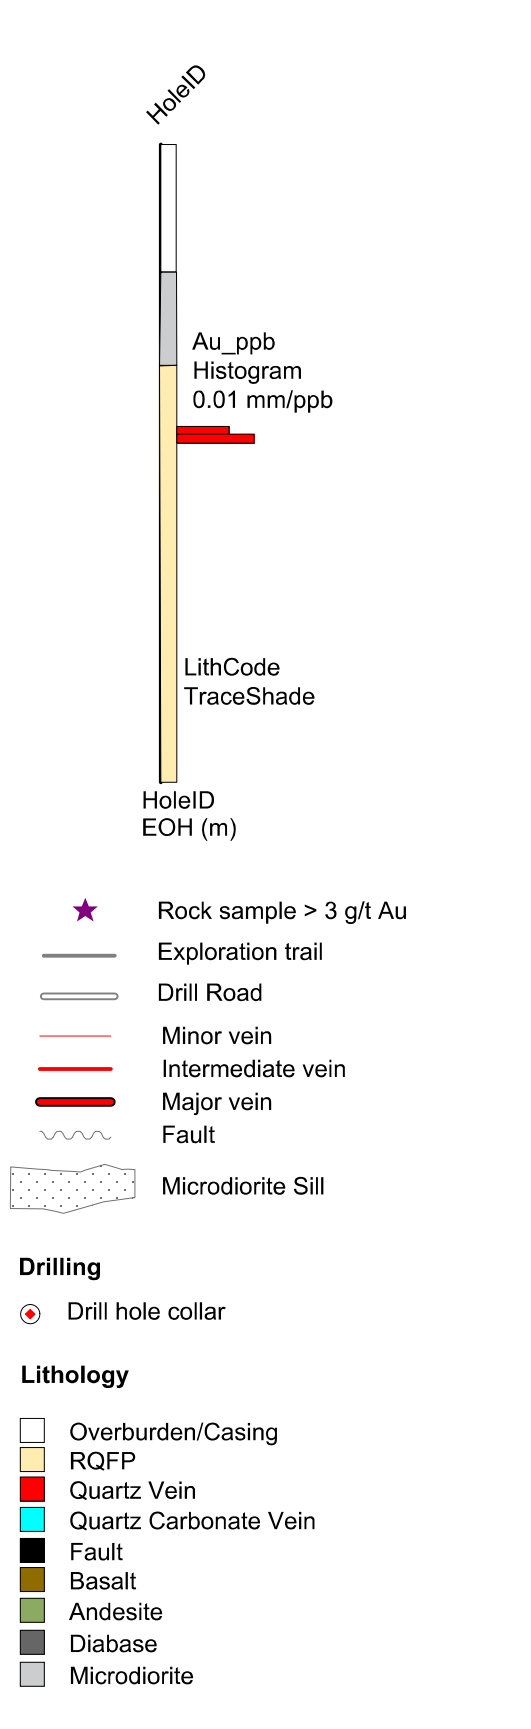 HoleID
Au_ppb
Histogram
0.01 mm/ppb
LithCode
TraceShade
HoleID
EOH (m)
Rock sample > 3 g/t Au
Exploration trail
Drill Road
Minor vein
Intermediate vein
Major vein
Fault
Microdiorite Sill
Drilling
Drill hole collar
Lithology
Overburden/Casing
RQFP
Quartz Vein
Quartz Carbonate Vein
Fault
Basalt
Andesite
Diabase
Microdiorite